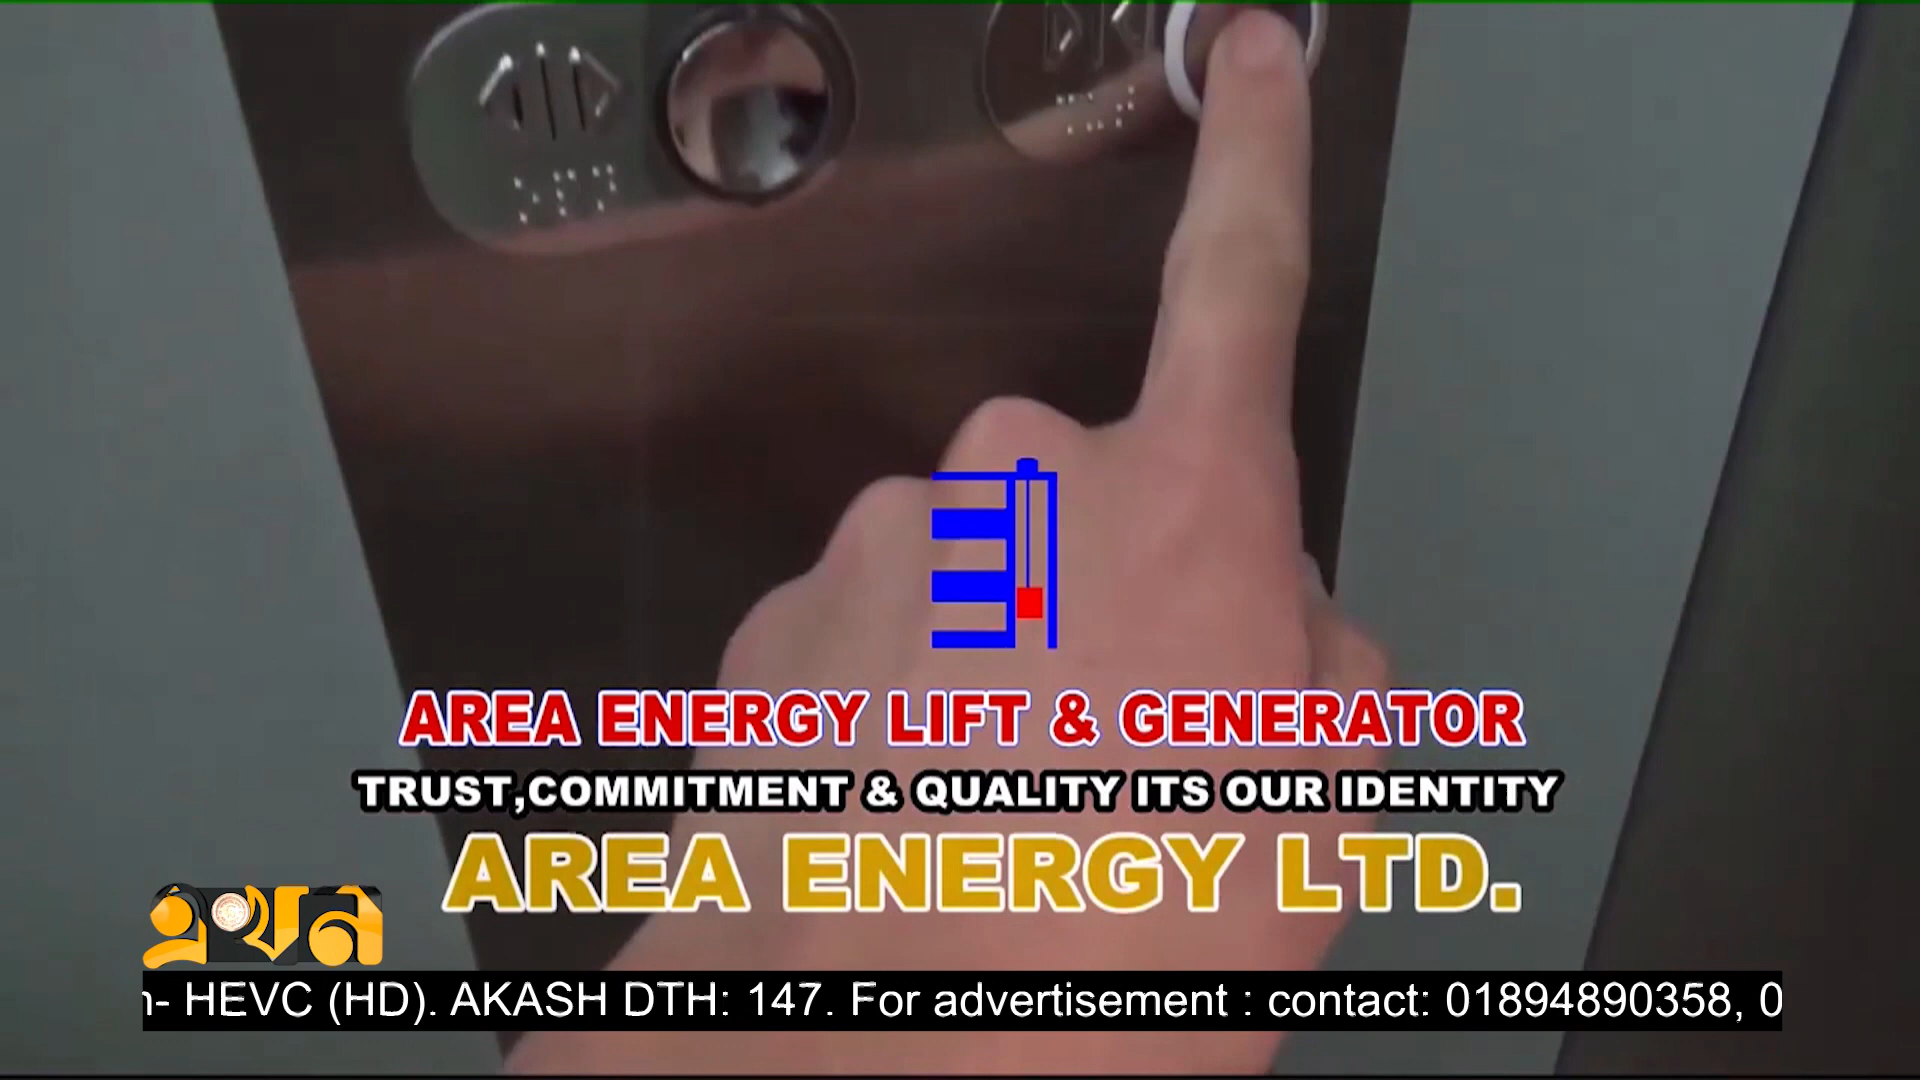 AREA ENERGY LIFT & GENERATOR
TRUST,COMMITMENT & QUALITY ITS OUR IDENTITY
AREA ENERGY LTD.
এখন
- HEVC (HD). AKASH DTH: 147. For advertisement : contact: 01894890358, 0